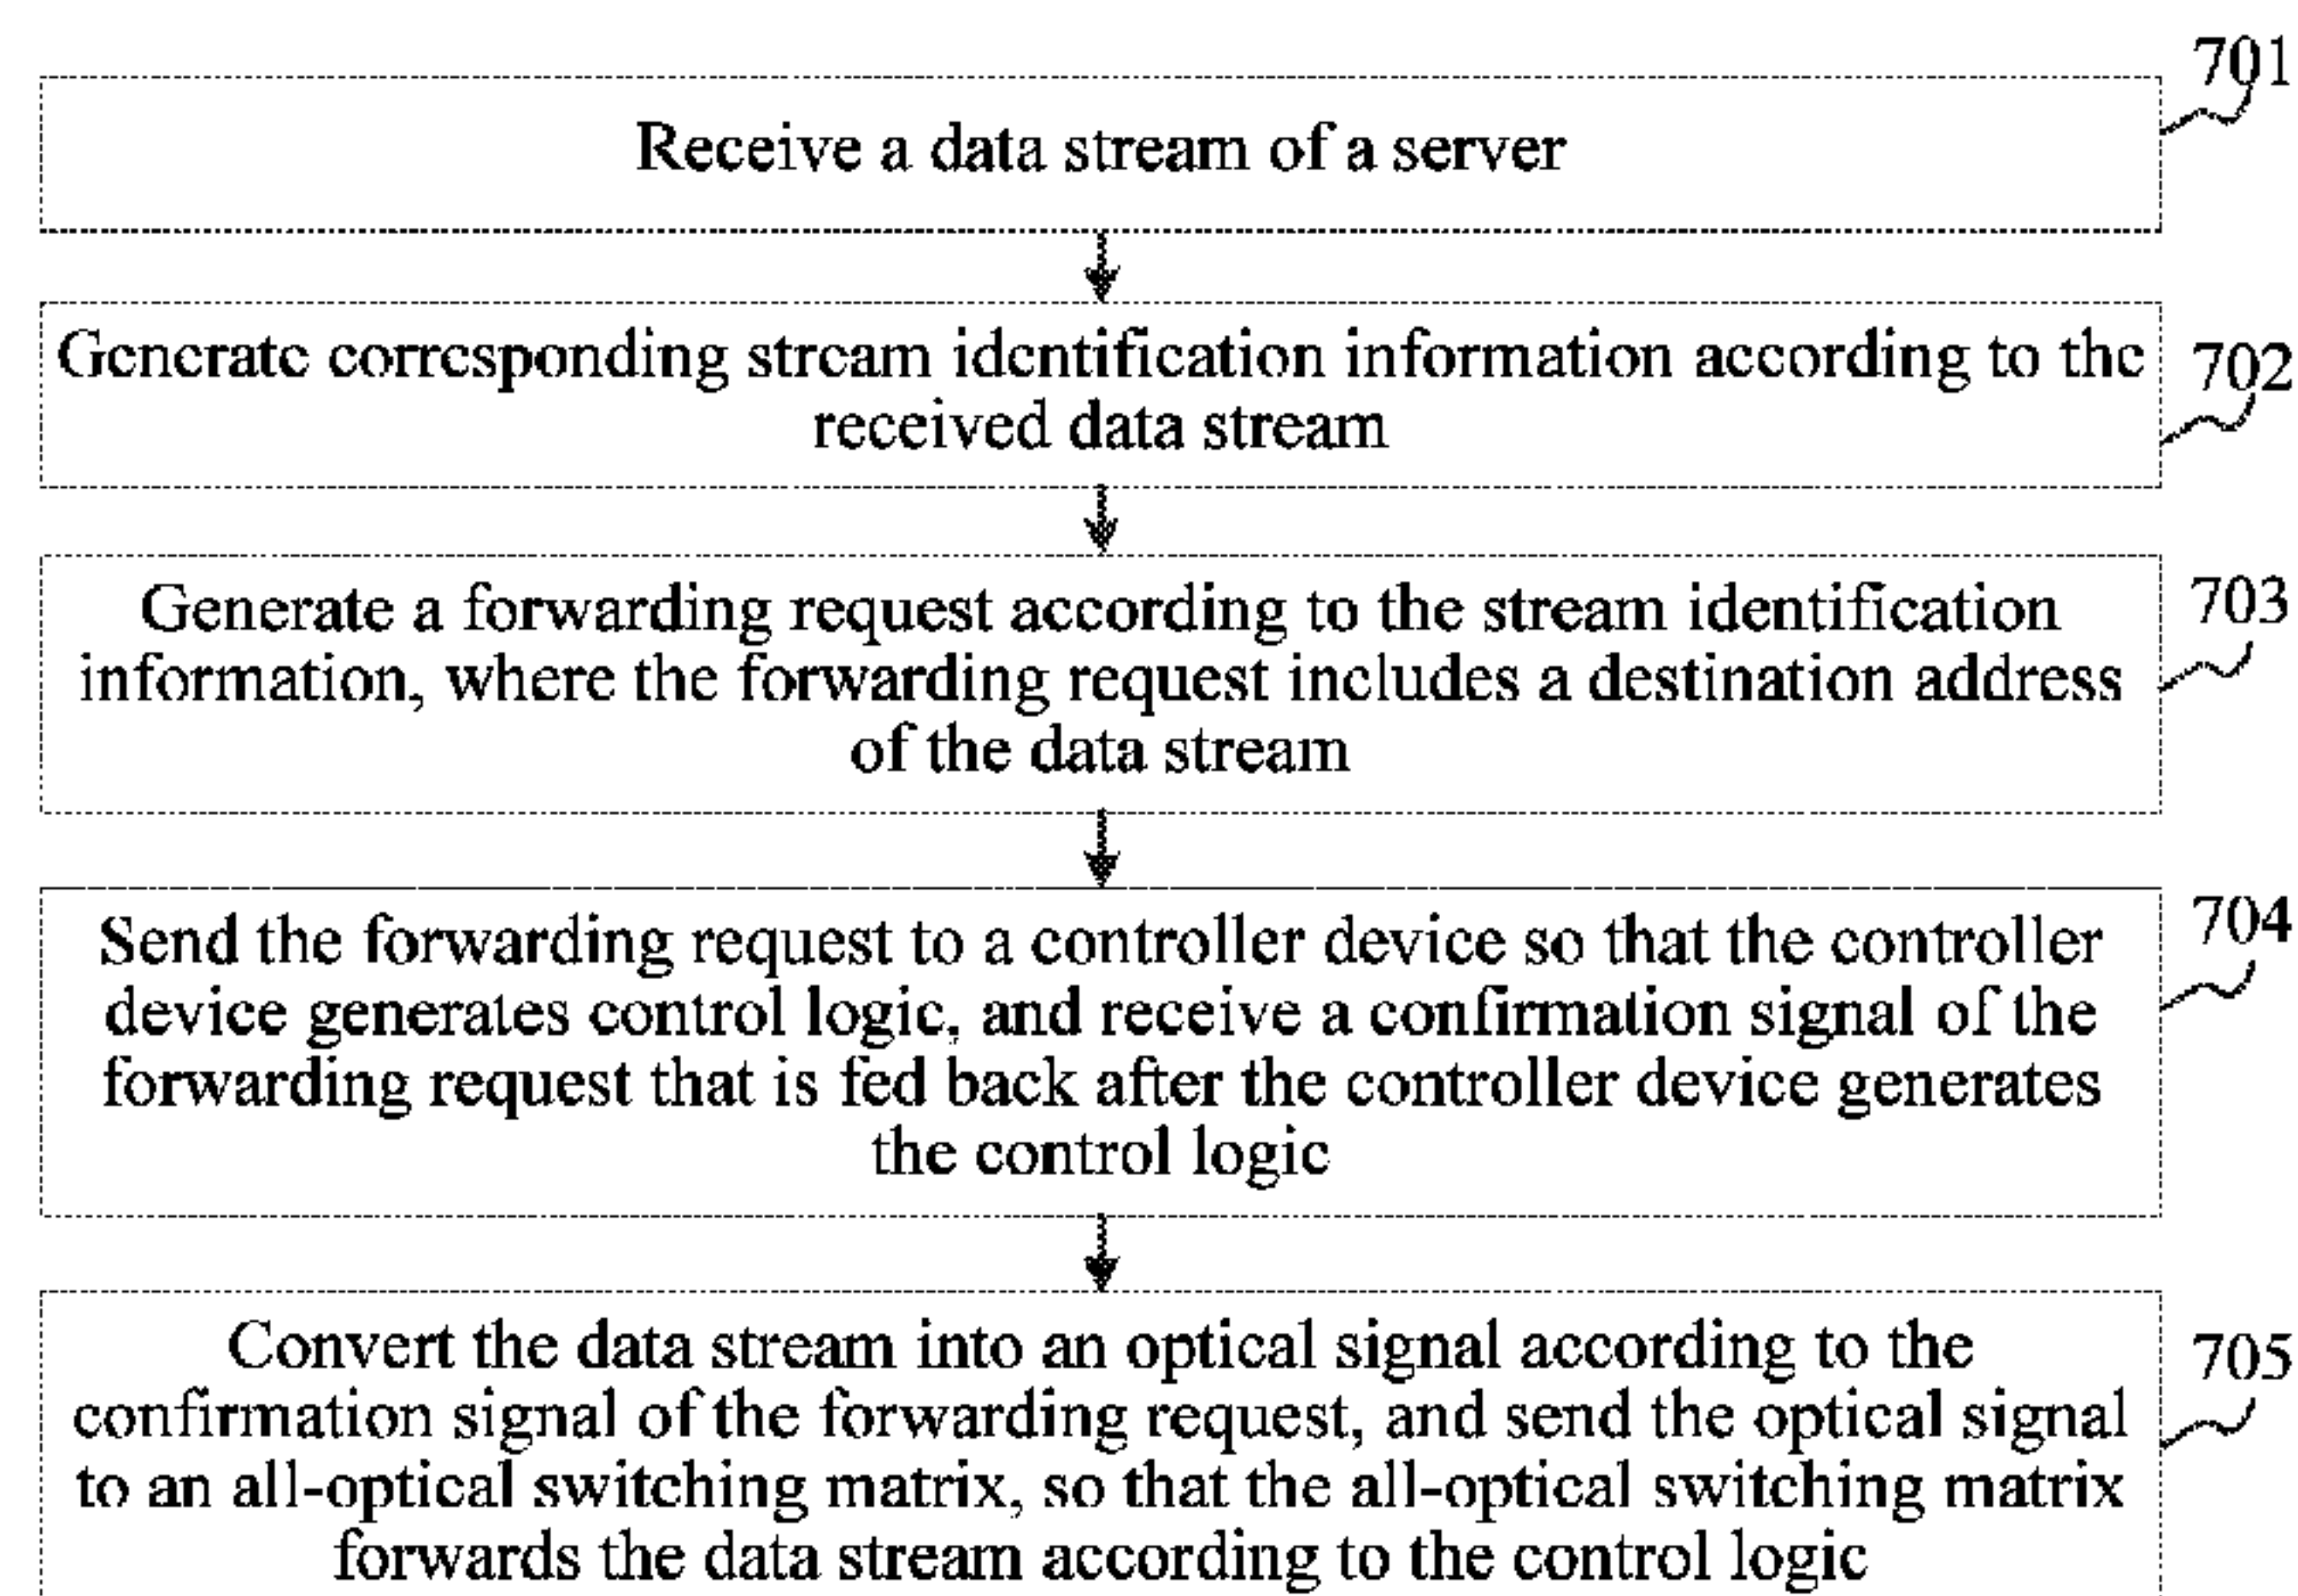 701
Receive a data stream of a server
Generate corresponding stream identification information according to the
received data stream
702
Generate a forwarding request according to the stream identification
information, where the forwarding request includes a destination address
of the data stream
703
Send the forwarding request to a controller device so that the controller
device generates control logic, and receive a confirmation signal of the
forwarding request that is fed back after the controller device generates
the control logic
704
Convert the data stream into an optical signal according to the
confirmation signal of the forwarding request, and send the optical signal
to an all-optical switching matrix, so that the all-optical switching matrix
forwards the data stream according to the control logic
705